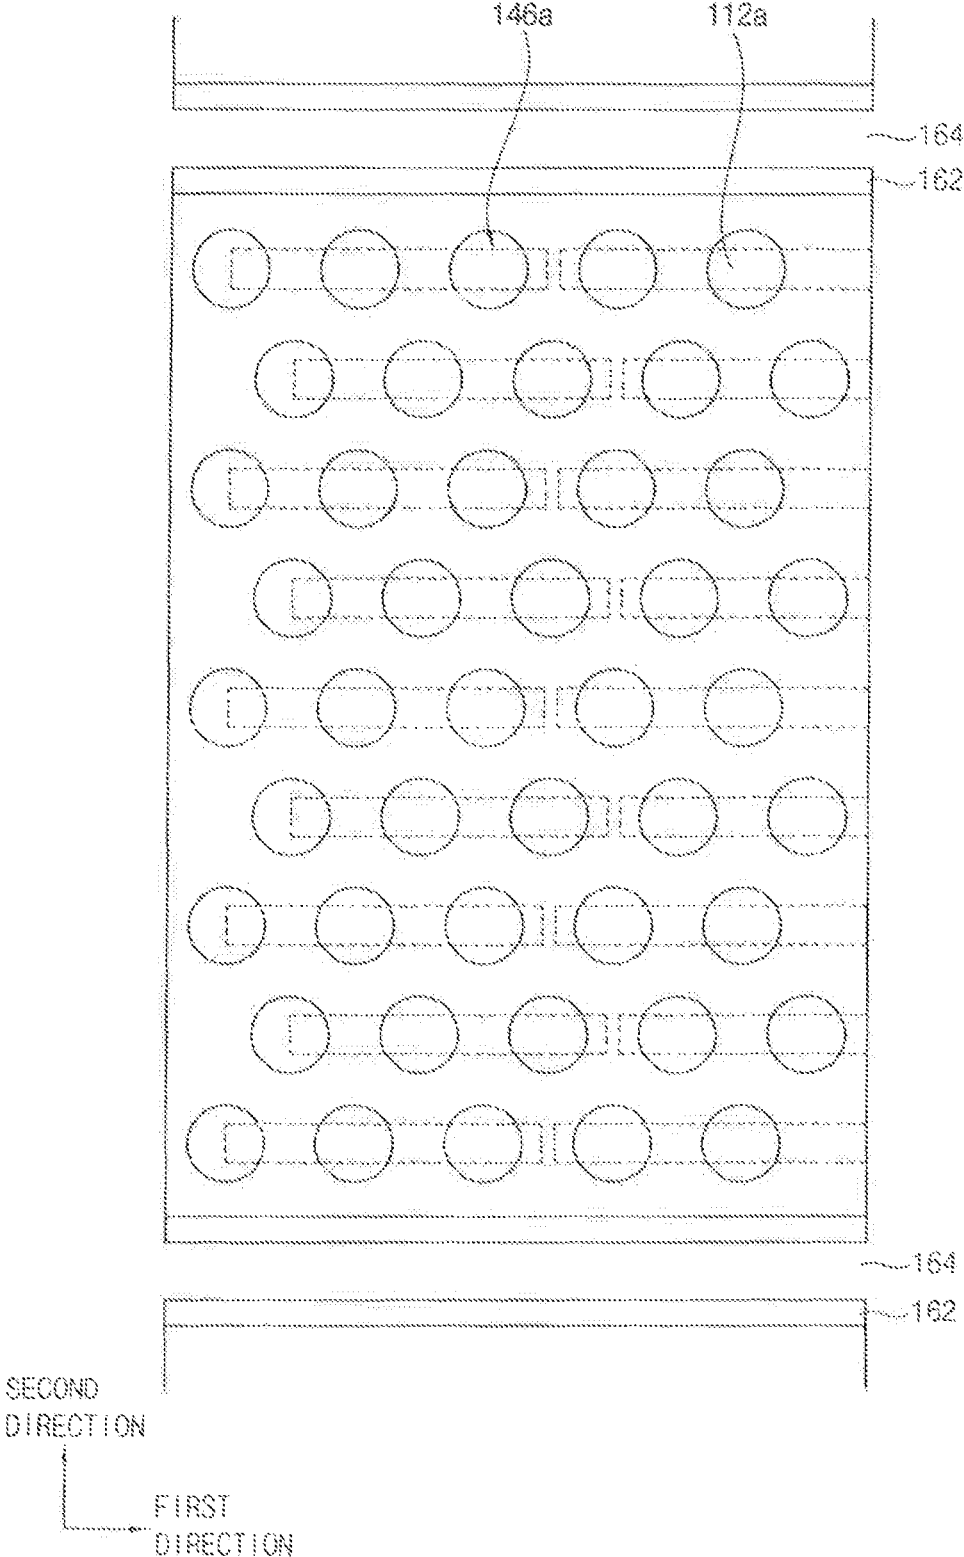 146a 112a
164
162
164
162
SECOND
DIRECTION
FIRST
DIRECTION